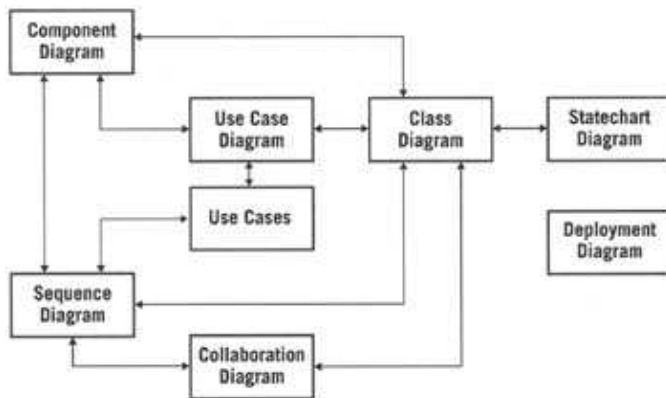 Component
Diagram
Use Case
Diagram
Class
Diagram
Statechart
Diagram
Use Cases
Deployment
Diagram
Sequence
Diagram
Collaboration
Diagram